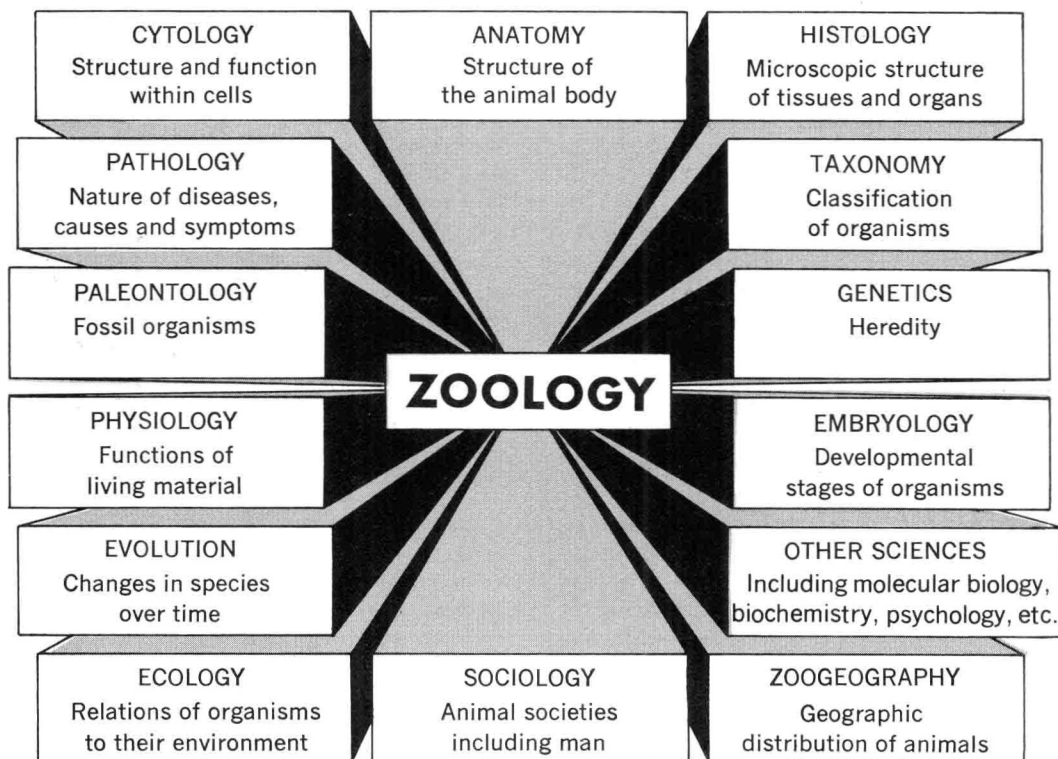 CYTOLOGY
Structure and function
within cells
ANATOMY
Structure of
the animal body
HISTOLOGY
Microscopic structure
of tissues and organs
PATHOLOGY
Nature of diseases,
causes and symptoms
TAXONOMY
Classification
of organisms
PALEONTOLOGY
Fossil organisms
GENETICS
Heredity
ZOOLOGY
PHYSIOLOGY
Functions of
living material
EMBRYOLOGY
Developmental
stages of organisms
EVOLUTION
Changes in species
over time
OTHER SCIENCES
Including molecular biology,
biochemistry, psychology, etc.
ECOLOGY
Relations of organisms
to their environment
SOCIOLOGY
Animal societies
including man
ZOOGEOGRAPHY
Geographic
distribution of animals